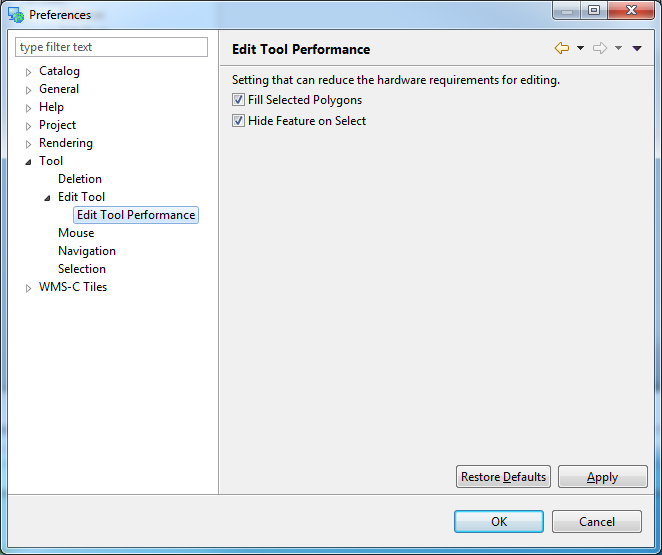 Preferences
type filter text
Catalog
General
Help
Project
Rendering
Tool
Deletion
Edit Tool
Edit Tool Performance
Mouse
Navigation
Selection
WMS-C Tiles
Edit Tool Performance
Setting that can reduce the hardware requirements for editing.
Fill Selected Polygons
Hide Feature on Select
Restore Defaults
Apply
OK
Cancel